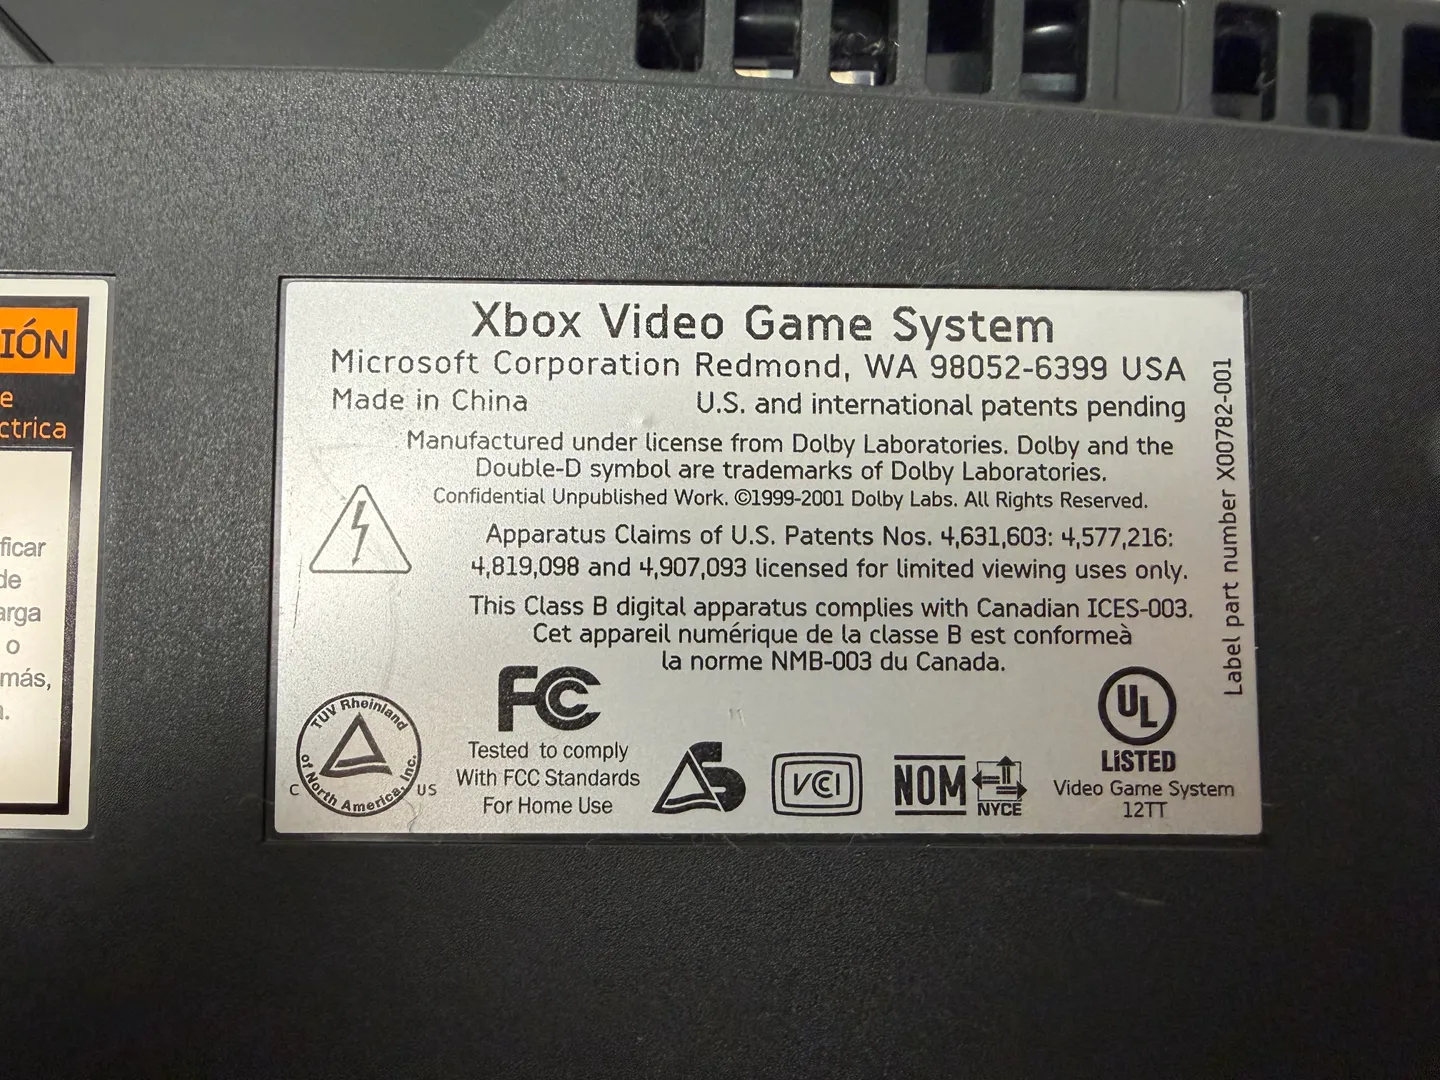 IÓN
e
ctrica
ficar
de
arga
o
más,
a.
Xbox Video Game System
Microsoft Corporation Redmond, WA 98052-6399 USA
Made in China U.S. and international patents pending
Manufactured under license from Dolby Laboratories. Dolby and the
Double-D symbol are trademarks of Dolby Laboratories.
Confidential Unpublished Work. ©1999-2001 Dolby Labs. All Rights Reserved.
Apparatus Claims of U.S. Patents Nos. 4,631,603: 4,577,216:
4,819,098 and 4,907,093 licensed for limited viewing uses only.
This Class B digital apparatus complies with Canadian ICES-003.
Cet appareil numérique de la classe B est conformeà
la norme NMB-003 du Canada.
TUV Rheinland
of North America, Inc.
C US
FC
Tested to comply
With FCC Standards
For Home Use
S
VCI
NOM
NYCE
UL
LISTED
Video Game System
12TT
Label part number X00782-001